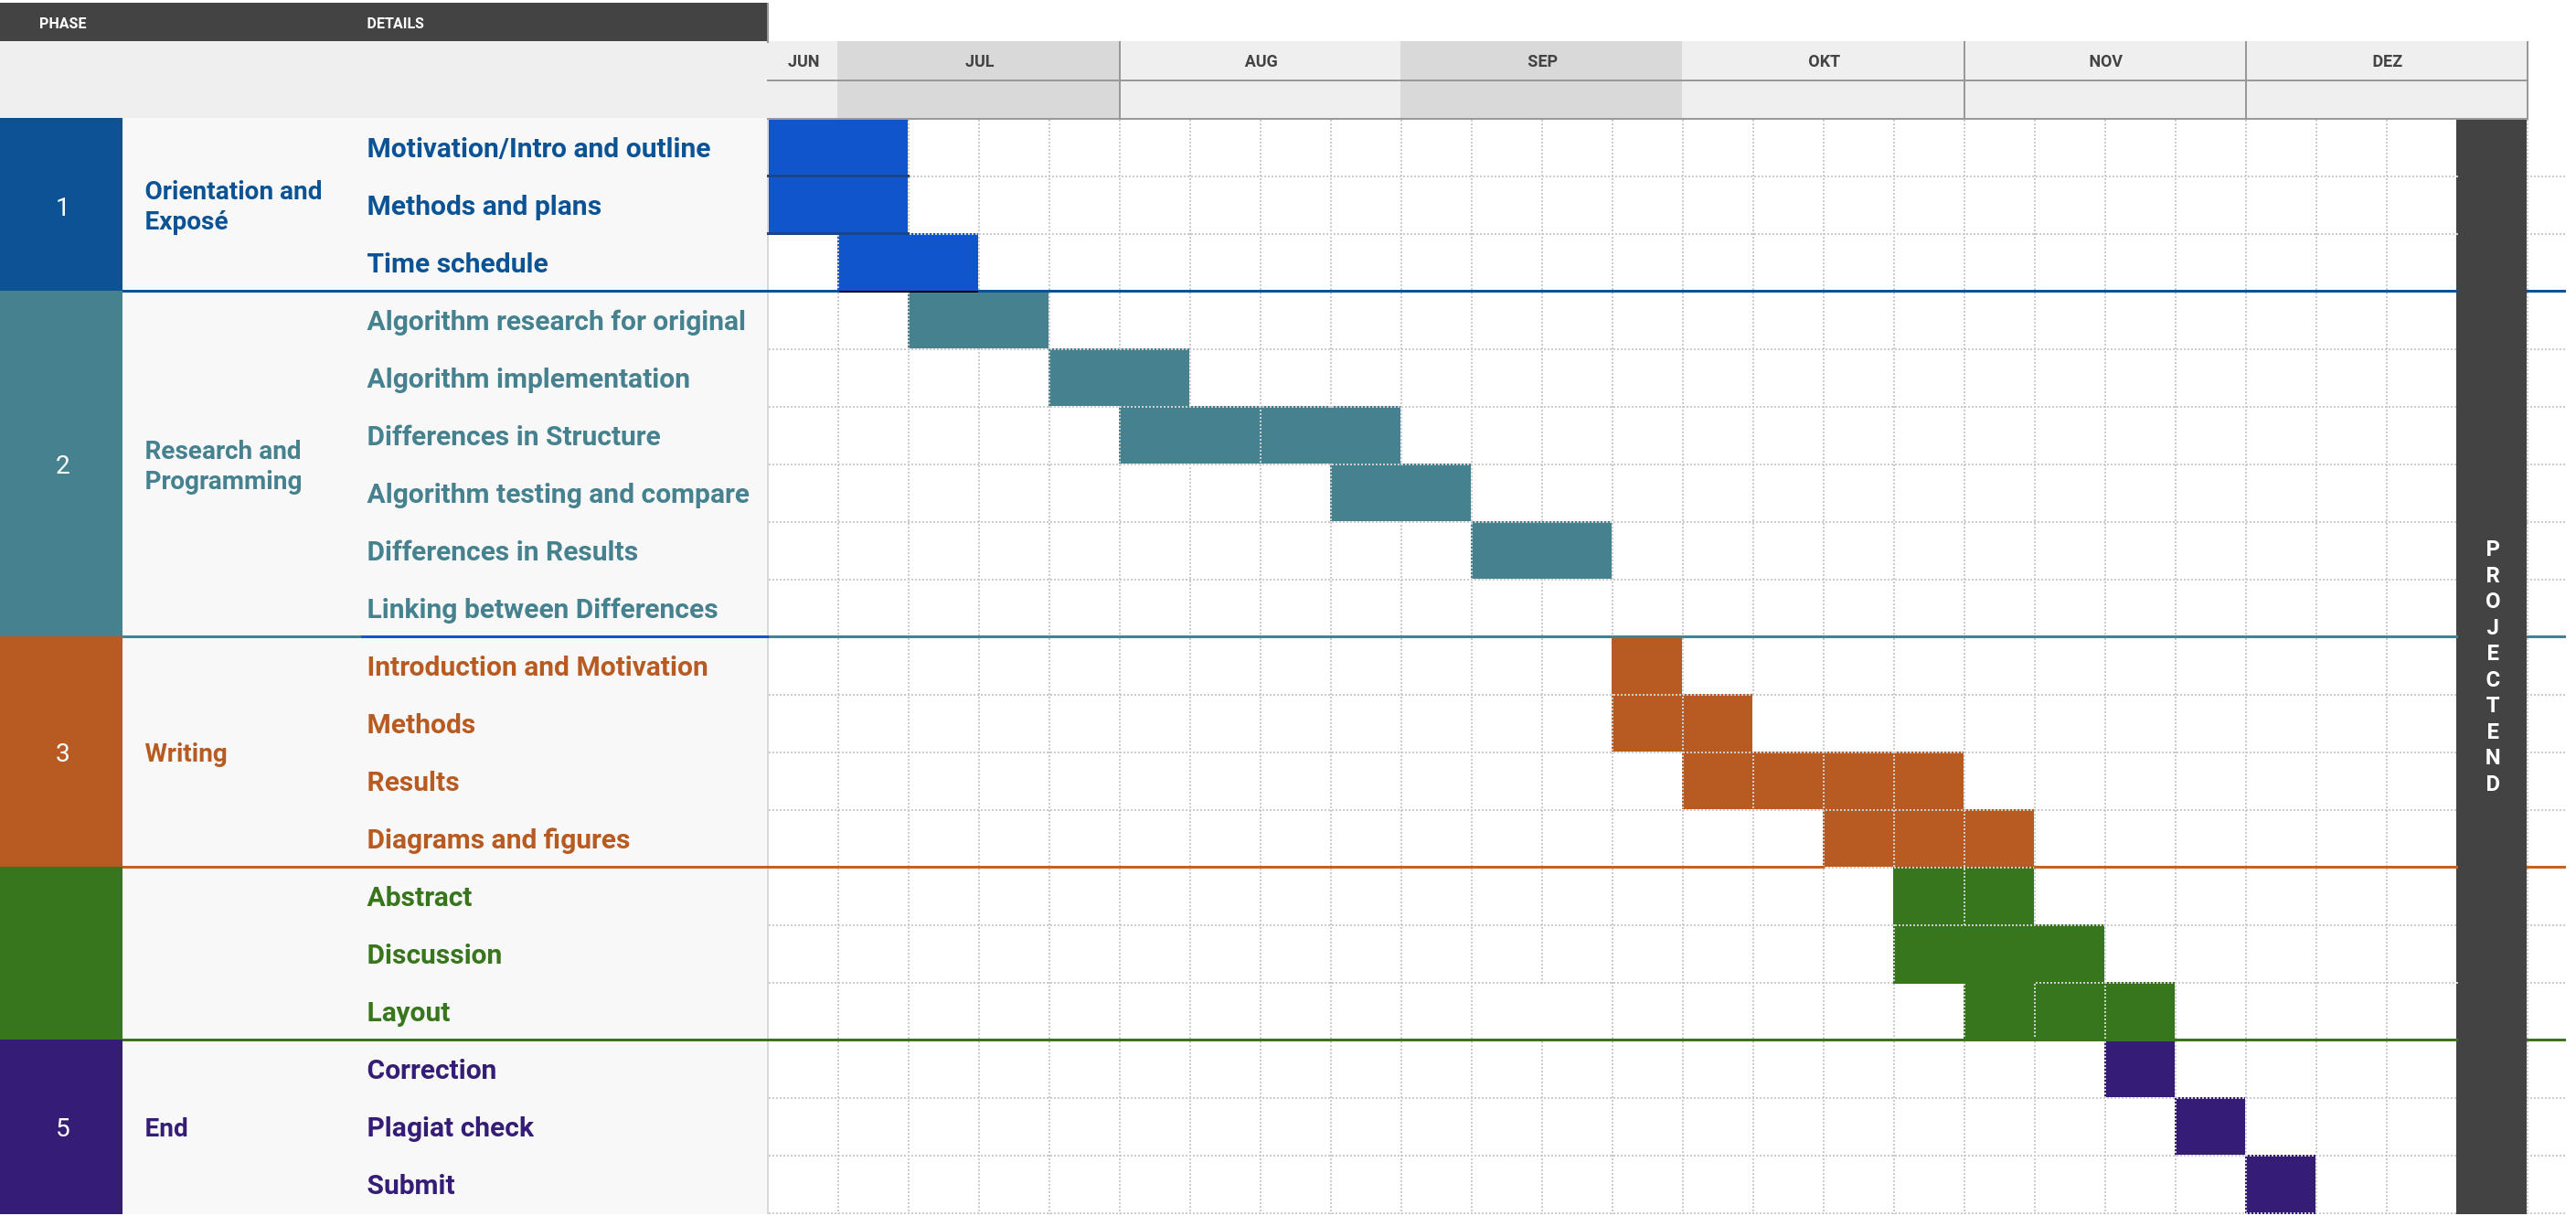 PHASE DETAILS
JUN JUL AUG SEP OKT NOV DEZ
1
Orientation and
Exposé
Motivation/Intro and outline
Methods and plans
Time schedule
2
Research and
Programming
Algorithm research for original
Algorithm implementation
Differences in Structure
Algorithm testing and compare
Differences in Results
Linking between Differences
3
Writing
Introduction and Motivation
Methods
Results
Diagrams and figures
Abstract
Discussion
Layout
5
End
Correction
Plagiat check
Submit
PROJECTEND